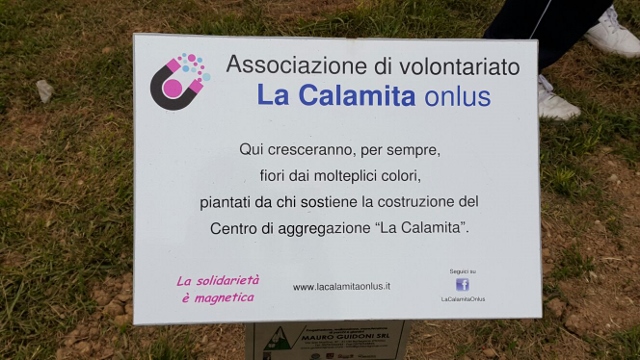 Associazione di volontariato
La Calamita onlus
Qui cresceranno, per sempre,
fiori dai molteplici colori,
piantati da chi sostiene la costruzione del
Centro di aggregazione “La Calamita”.
La solidarietà
è magnetica
www.lacalamitaonlus.it
Seguici su
f
LaCalamitaOnlus
MAURO GUIDONI SRL